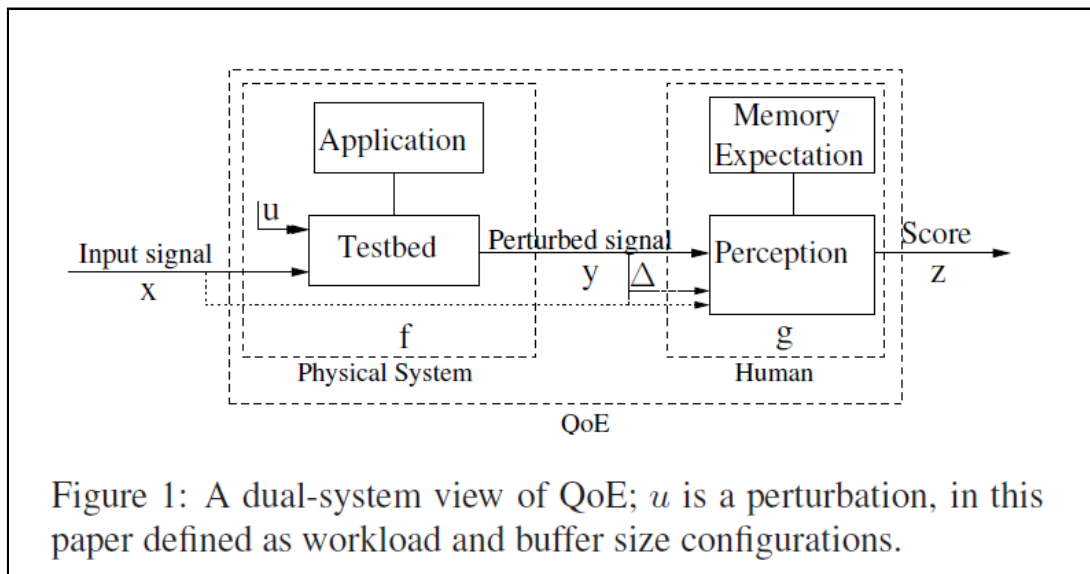 Application
Memory
Expectation
u
Testbed
Input signal
x
Perturbed signal
y
Δ
Perception
Score
z
f
g
Physical System
Human
QoE
Figure 1: A dual-system view of QoE; u is a perturbation, in this
paper defined as workload and buffer size configurations.